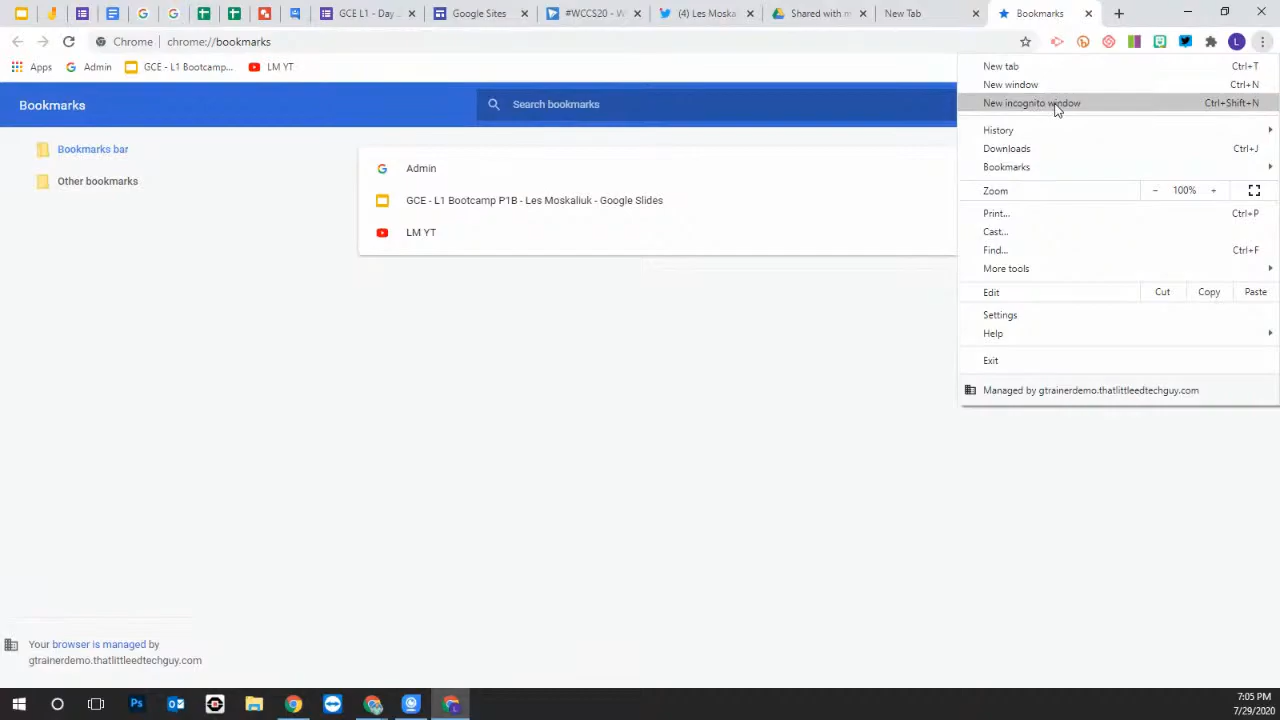 GCE L1 - Day
Google Sites
#WCCS20 - W
(4) Les Moska
Shared with m
New Tab
Bookmarks
Chrome
chrome://bookmarks
L
Apps
Admin
GCE - L1 Bootcamp...
LM YT
Bookmarks
Search bookmarks
Bookmarks bar
Other bookmarks
Admin
GCE - L1 Bootcamp P1B - Les Moskaliuk - Google Slides
LM YT
New tab Ctrl+T
New window Ctrl+N
New incognito window Ctrl+Shift+N
History
Downloads Ctrl+J
Bookmarks
Zoom − 100% +
Print... Ctrl+P
Cast...
Find... Ctrl+F
More tools
Edit Cut Copy Paste
Settings
Help
Exit
Managed by gtrainerdemo.thatlittleedtechguy.com
Your browser is managed by
gtrainerdemo.thatlittleedtechguy.com
Ps
7:05 PM
7/29/2020